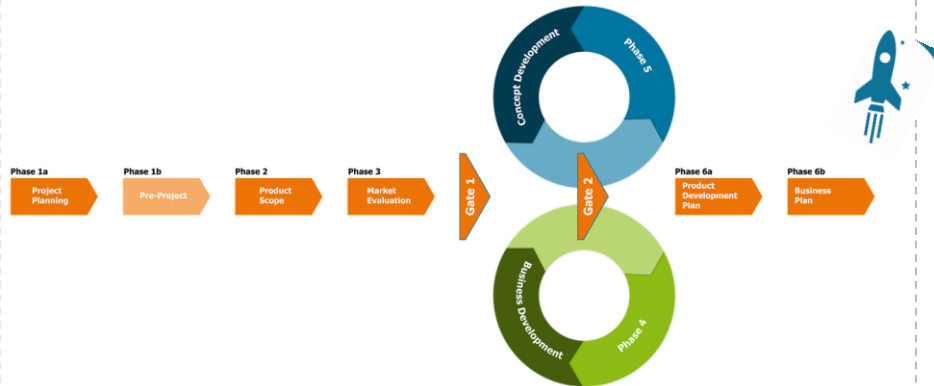 Concept Development
Phase 5
Phase 1a
Project
Planning
Phase 1b
Pre-Project
Phase 2
Product
Scope
Phase 3
Market
Evaluation
Gate 1
Gate 2
Phase 6a
Product
Development
Plan
Phase 6b
Business
Plan
Business Development
Phase 4